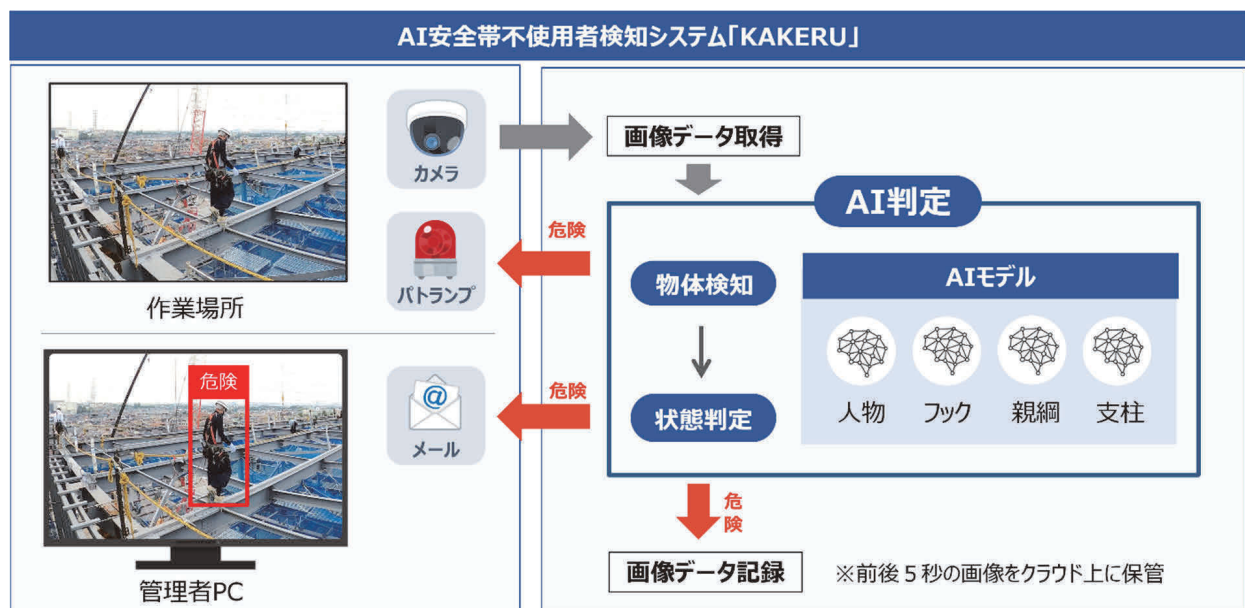 AI安全帯不使用者検知システム「KAKERU」
作業場所
カメラ
パトランプ
危険
危険
管理者PC
メール
危険
画像データ取得
AI判定
物体検知
状態判定
AIモデル
人物
フック
親綱
支柱
危
険
画像データ記録
※前後5秒の画像をクラウド上に保管